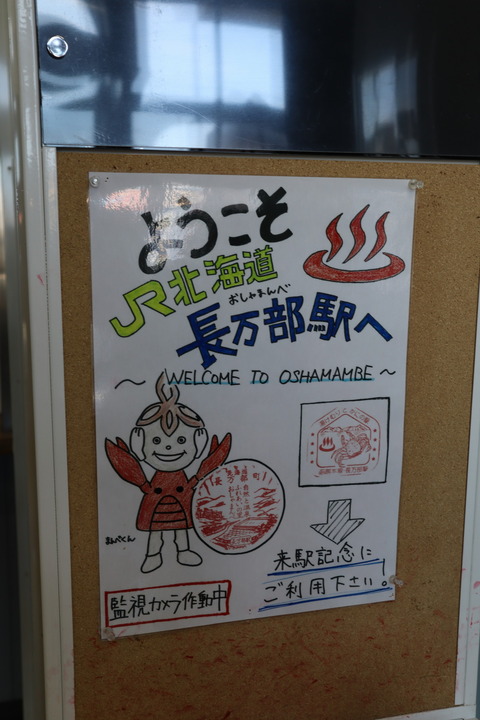 ようこそ
JR北海道
おしゃまんべ
長万部駅へ
～ WELCOME TO OSHAMAMBE ～
まんべくん
来駅記念に
ご利用下さい!
監視カメラ作動中